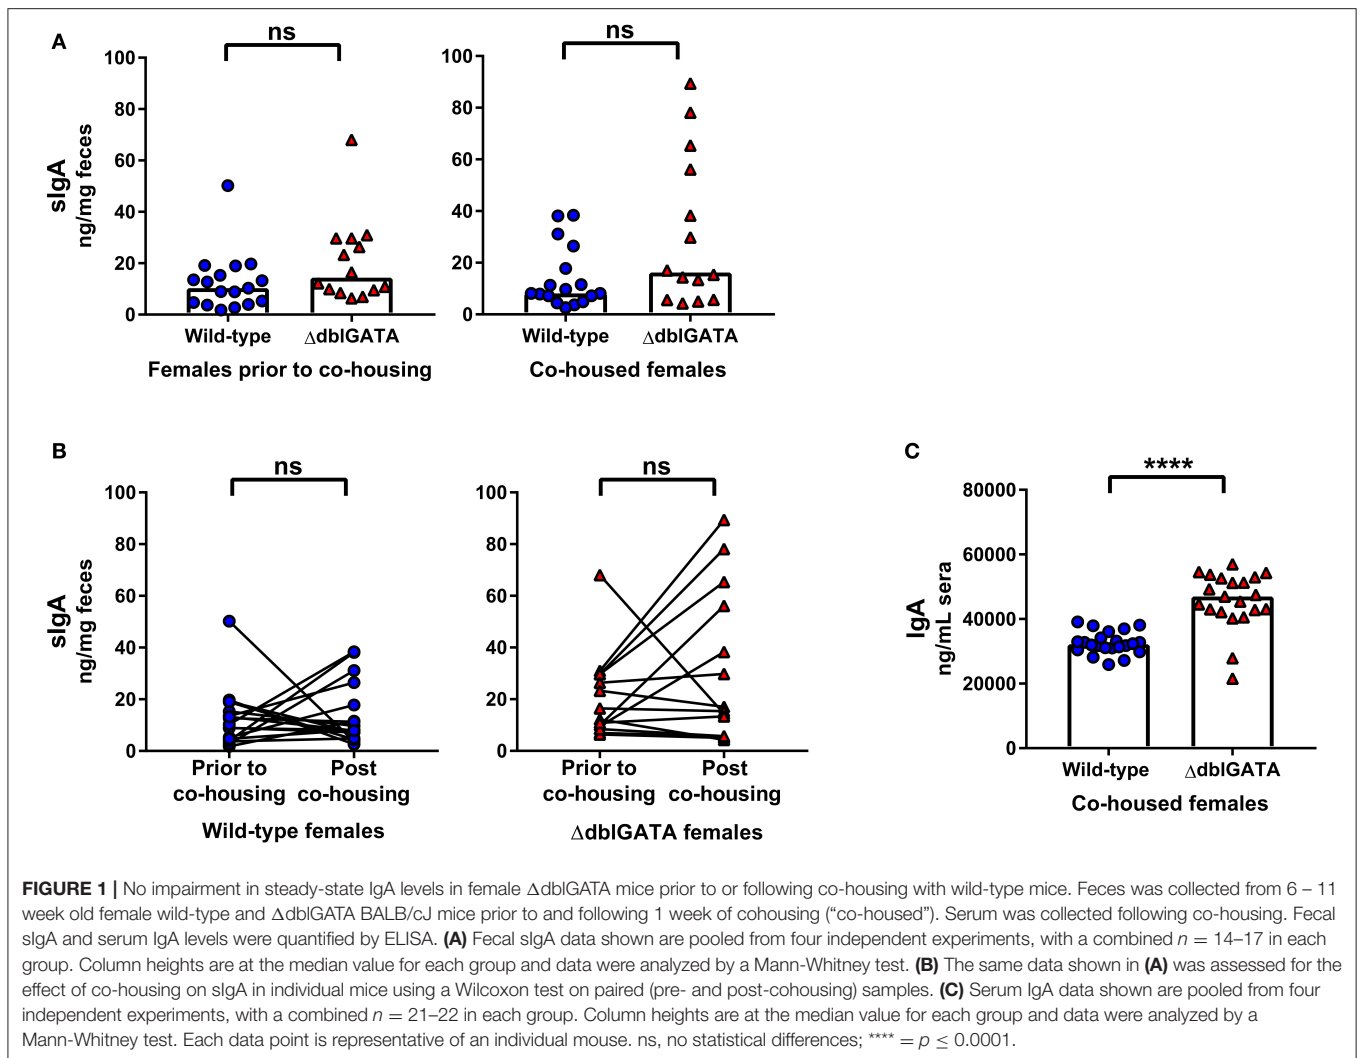 A
ns
100
80
60
40
20
0
sIgA
ng/mg feces
Wild-type ΔdblGATA
Females prior to co-housing
ns
100
80
60
40
20
0
Wild-type ΔdblGATA
Co-housed females
B
ns
100
80
60
40
20
0
sIgA
ng/mg feces
Prior to Post
co-housing co-housing
Wild-type females
ns
100
80
60
40
20
0
Prior to Post
co-housing co-housing
ΔdblGATA females
C
****
80000
60000
40000
20000
0
IgA
ng/mL sera
Wild-type ΔdblGATA
Co-housed females
FIGURE 1 | No impairment in steady-state IgA levels in female ΔdblGATA mice prior to or following co-housing with wild-type mice. Feces was collected from 6 – 11
week old female wild-type and ΔdblGATA BALB/cJ mice prior to and following 1 week of cohousing (“co-housed”). Serum was collected following co-housing. Fecal
sIgA and serum IgA levels were quantified by ELISA. (A) Fecal sIgA data shown are pooled from four independent experiments, with a combined n = 14–17 in each
group. Column heights are at the median value for each group and data were analyzed by a Mann-Whitney test. (B) The same data shown in (A) was assessed for the
effect of co-housing on sIgA in individual mice using a Wilcoxon test on paired (pre- and post-cohousing) samples. (C) Serum IgA data shown are pooled from four
independent experiments, with a combined n = 21–22 in each group. Column heights are at the median value for each group and data were analyzed by a
Mann-Whitney test. Each data point is representative of an individual mouse. ns, no statistical differences; **** = p ≤ 0.0001.